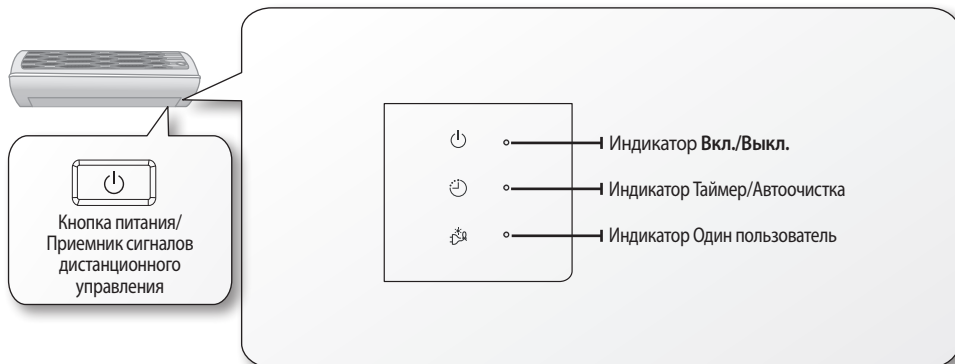 Индикатор Вкл./Выкл.
Индикатор Таймер/Автоочистка
Индикатор Один пользователь
Кнопка питания/
Приемник сигналов
дистанционного
управления